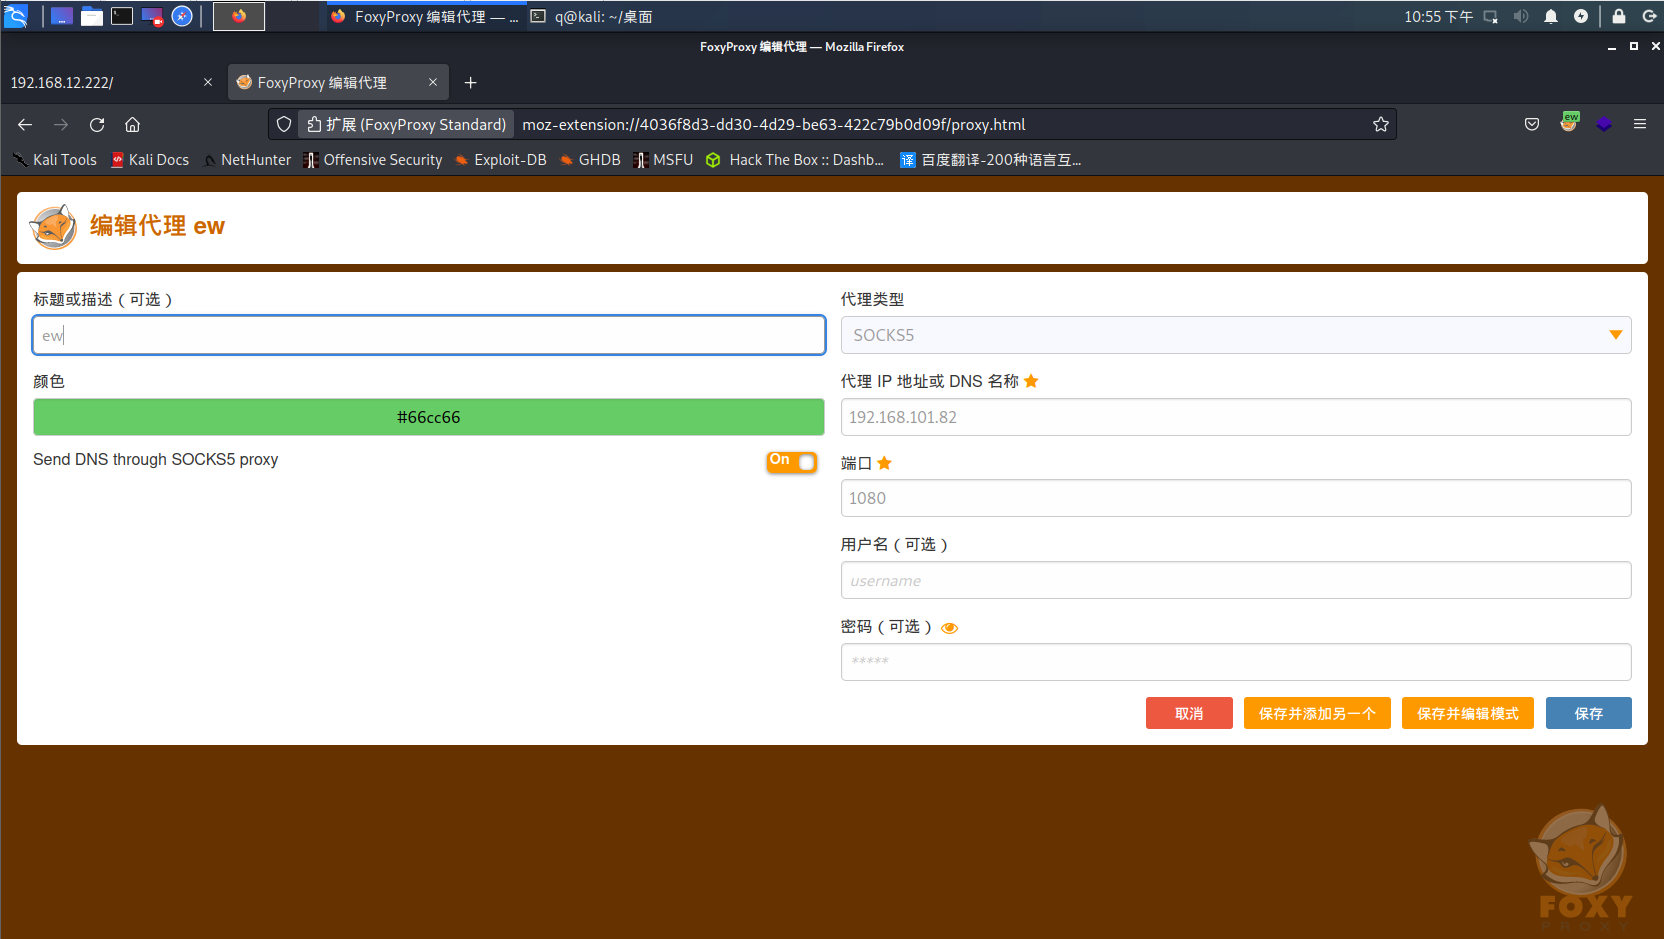 FoxyProxy 编辑代理 — ...
q@kali: ~/桌面
10:55 下午
FoxyProxy 编辑代理 — Mozilla Firefox
192.168.12.222/
FoxyProxy 编辑代理
扩展 (FoxyProxy Standard)
moz-extension://4036f8d3-dd30-4d29-be63-422c79b0d09f/proxy.html
ew
Kali Tools
Kali Docs
NetHunter
Offensive Security
Exploit-DB
GHDB
MSFU
Hack The Box :: Dashb...
译
百度翻译-200种语言互...
编辑代理 ew
标题或描述（可选）
ew
颜色
#66cc66
Send DNS through SOCKS5 proxy
On
代理类型
SOCKS5
代理 IP 地址或 DNS 名称
192.168.101.82
端口
1080
用户名（可选）
username
密码（可选）
*****
取消
保存并添加另一个
保存并编辑模式
保存
FOXY
PROXY